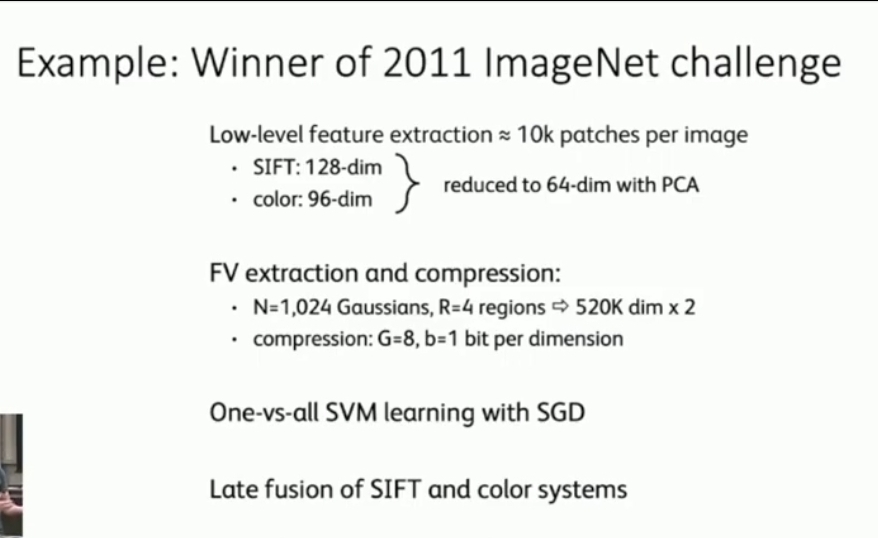 Example: Winner of 2011 ImageNet challenge
Low-level feature extraction ≈ 10k patches per image
• SIFT: 128-dim
• color: 96-dim
reduced to 64-dim with PCA
FV extraction and compression:
• N=1,024 Gaussians, R=4 regions ⇨ 520K dim x 2
• compression: G=8, b=1 bit per dimension
One-vs-all SVM learning with SGD
Late fusion of SIFT and color systems